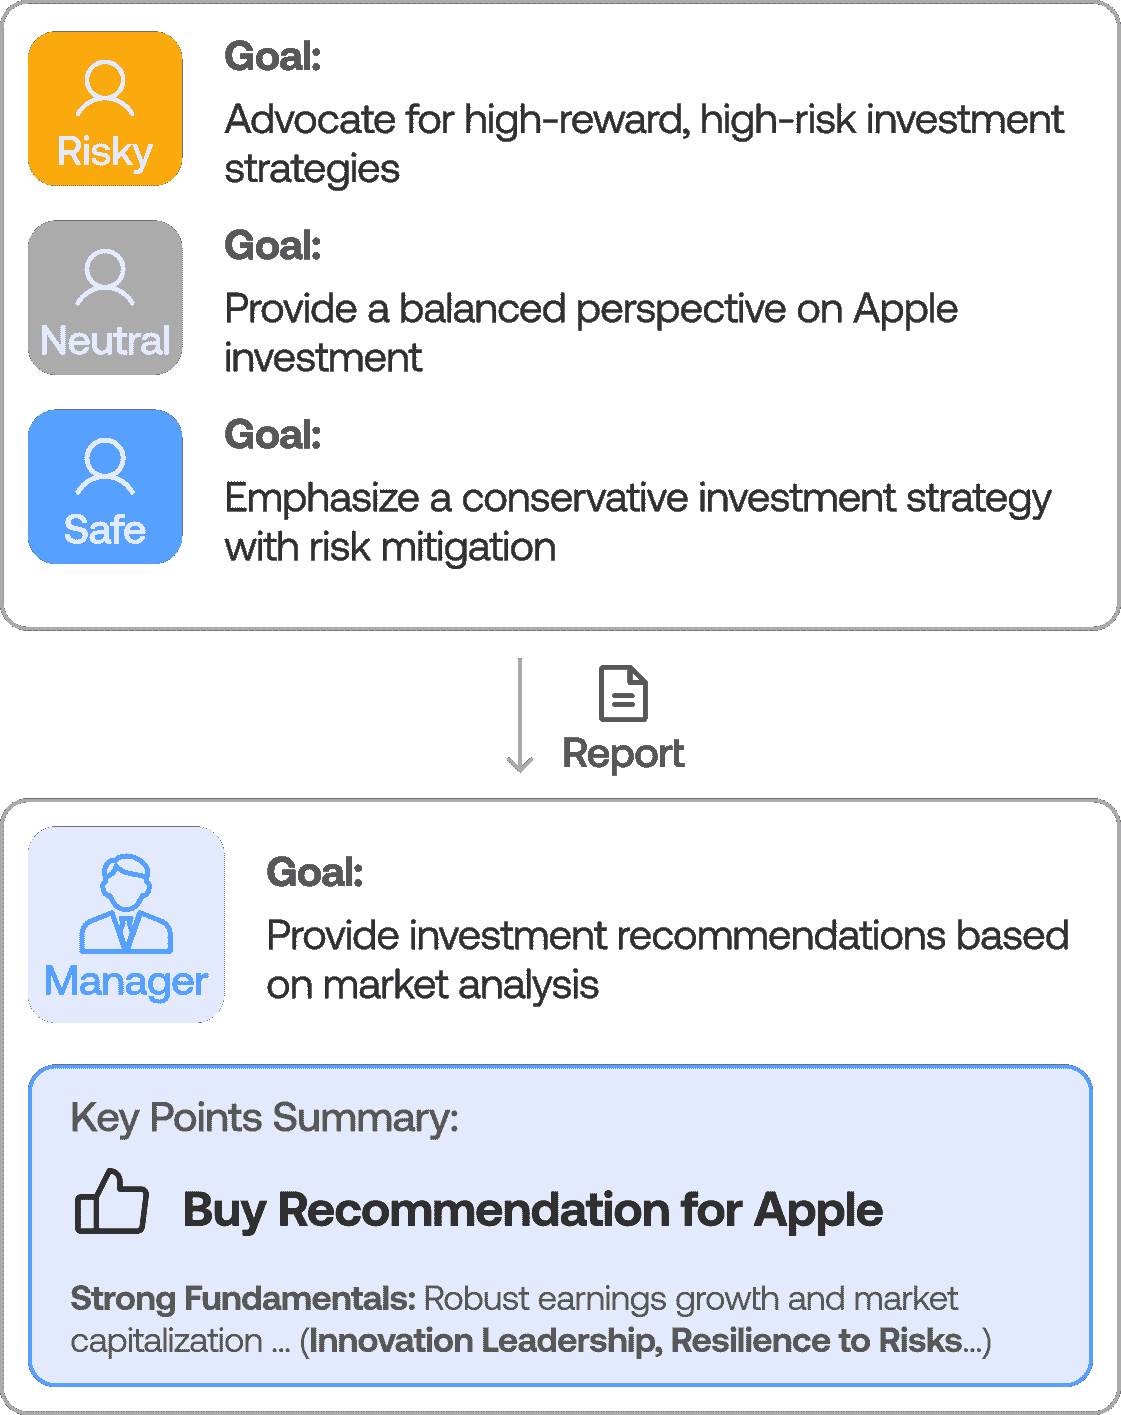 Risky
Goal:
Advocate for high-reward, high-risk investment
strategies
Neutral
Goal:
Provide a balanced perspective on Apple
investment
Safe
Goal:
Emphasize a conservative investment strategy
with risk mitigation
Report
Manager
Goal:
Provide investment recommendations based
on market analysis
Key Points Summary:
Buy Recommendation for Apple
Strong Fundamentals: Robust earnings growth and market
capitalization ... (Innovation Leadership, Resilience to Risks...)